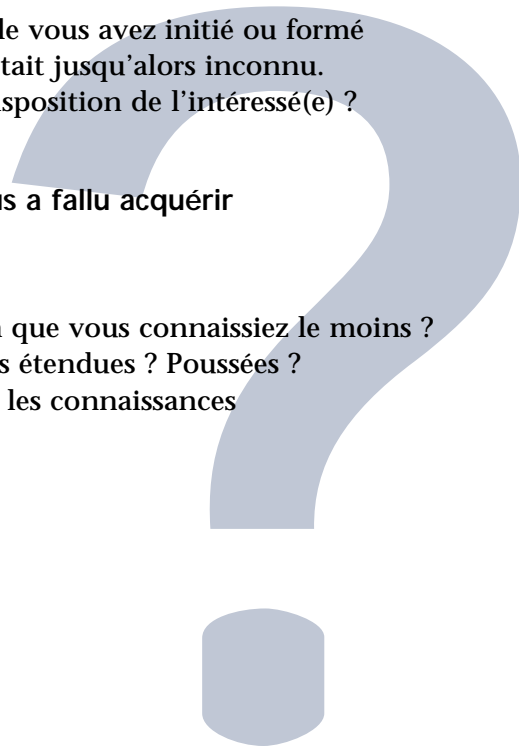 le vous avez initié ou formé
tait jusqu'alors inconnu.
sposition de l'intéressé(e) ?
s a fallu acquérir
que vous connaissiez le moins ?
s étendues ? Poussées ?
les connaissances
?